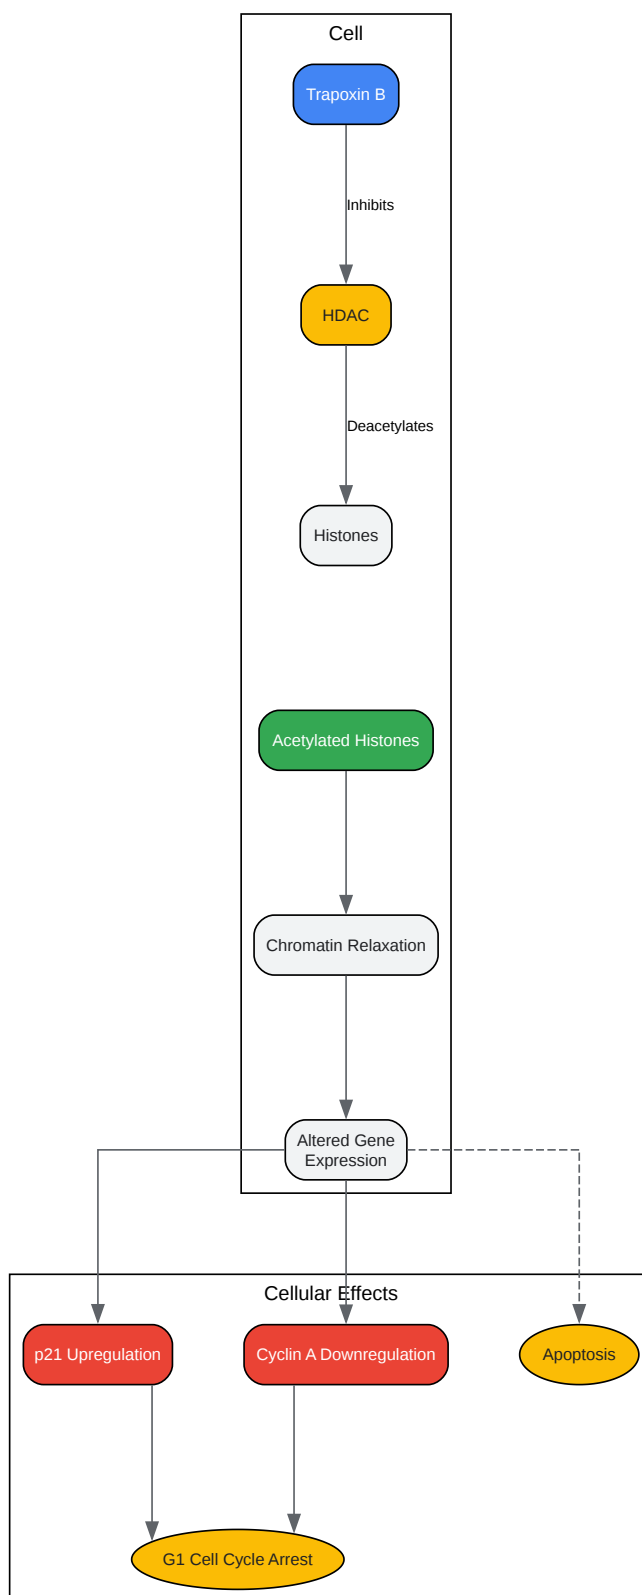 Cell
Trapoxin B
Inhibits
HDAC
Deacetylates
Histones
Acetylated Histones
Chromatin Relaxation
Altered Gene
Expression
Cellular Effects
p21 Upregulation
Cyclin A Downregulation
Apoptosis
G1 Cell Cycle Arrest